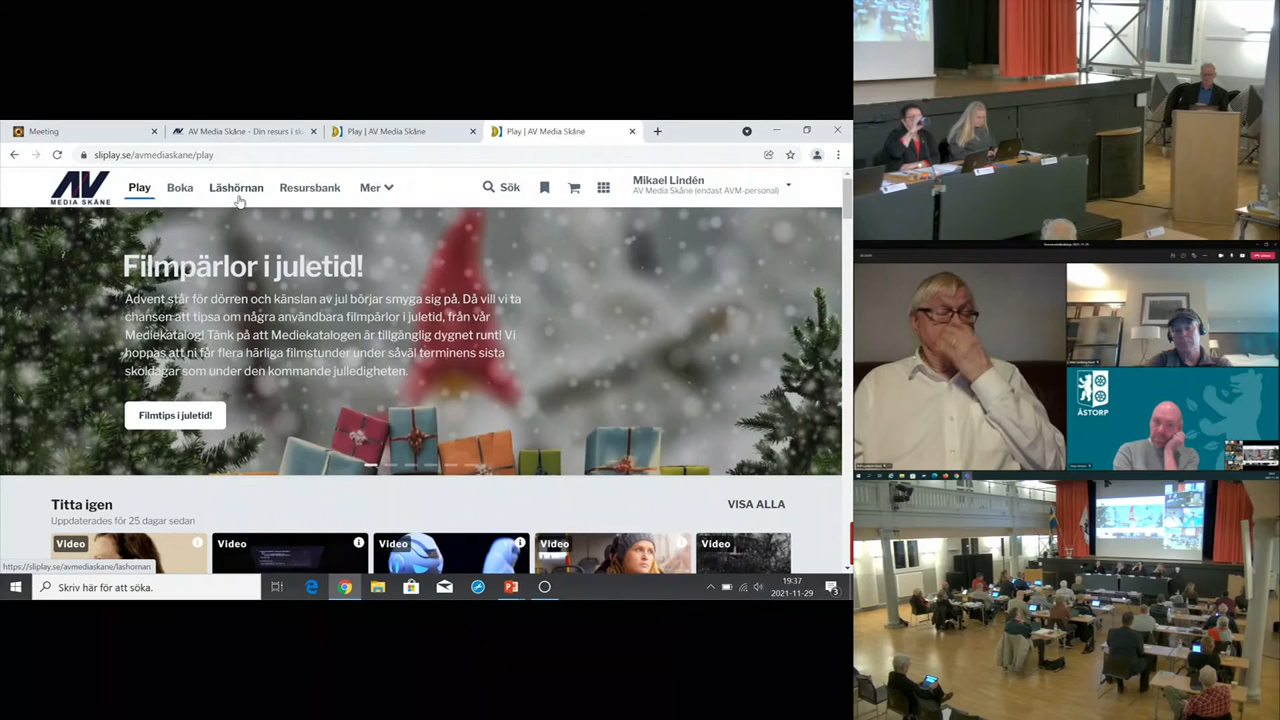 Meeting
AV Media Skåne - Din resurs i sk
Play | AV Media Skåne
Play | AV Media Skåne
sliplay.se/avmediaskane/play
AV
MEDIA SKÅNE
Play
Boka
Läshörnan
Resursbank
Mer
Sök
Mikael Lindén
AV Media Skåne (endast AVM-personal)
Filmpärlor i juletid!
Advent står för dörren och känslan av jul börjar smyga sig på. Då vill vi ta
chansen att tipsa om några användbara filmpärlor i juletid, från vår
Mediekatalog! Tänk på att Mediekatalogen är tillgänglig dygnet runt! Vi
hoppas att ni får flera härliga filmstunder under såväl terminens sista
skoldagar som under den kommande julledigheten.
Filmtips i juletid!
Titta igen
Uppdaterades för 25 dagar sedan
VISA ALLA
Video
Video
Video
Video
Video
https://sliplay.se/avmediaskane/lashornan
Skriv här för att söka.
19:37
2021-11-29
3
ÅSTORP